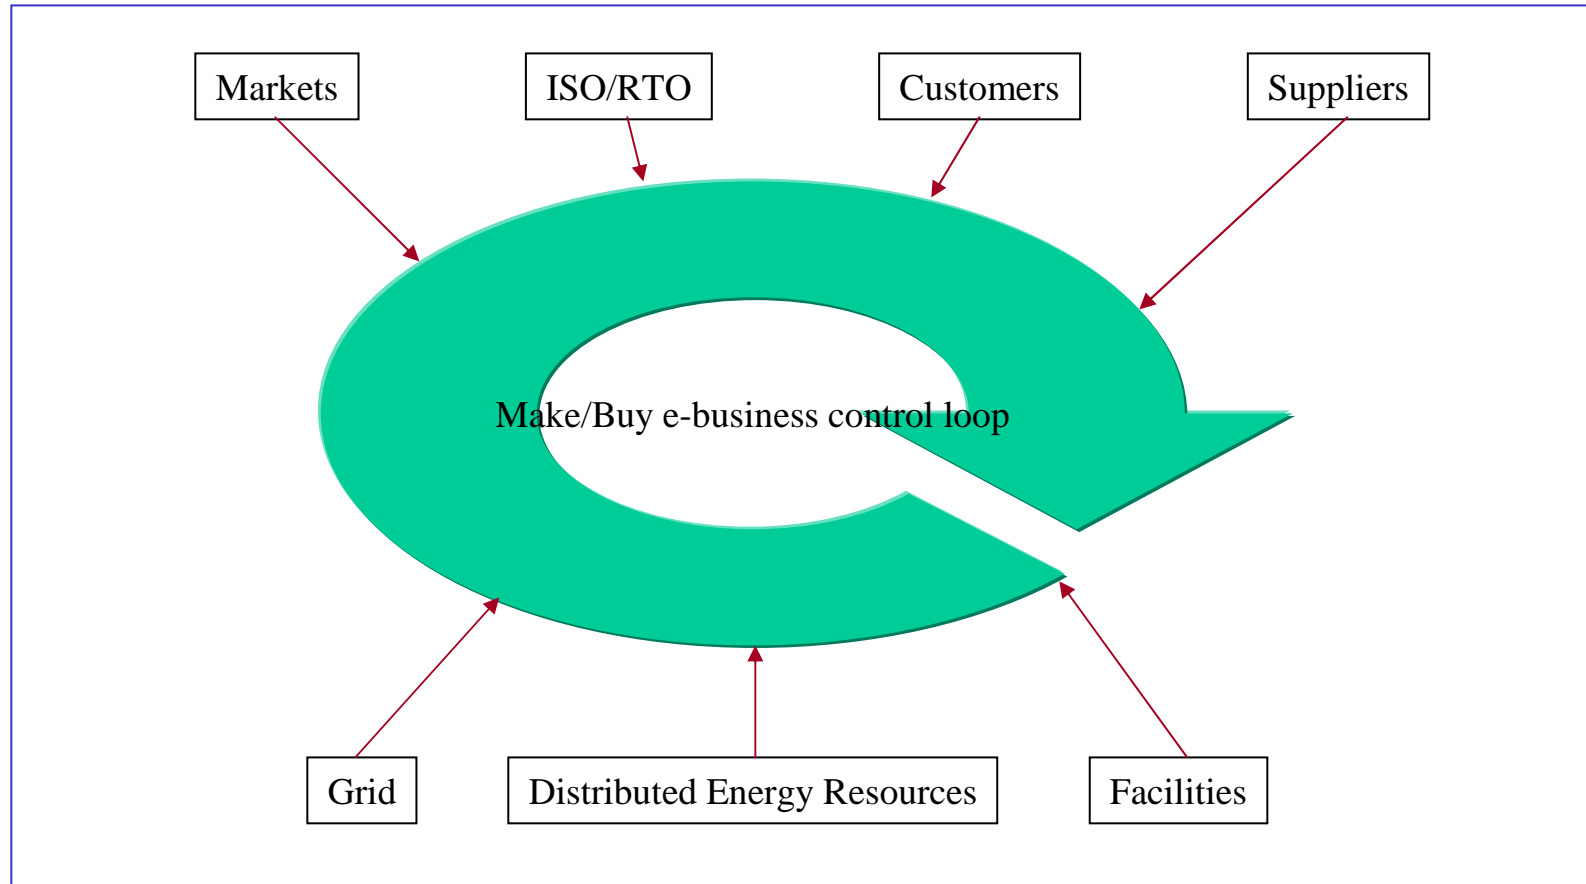 Markets
ISO/RTO
Customers
Suppliers
Make/Buy e-business control loop
Grid
Distributed Energy Resources
Facilities